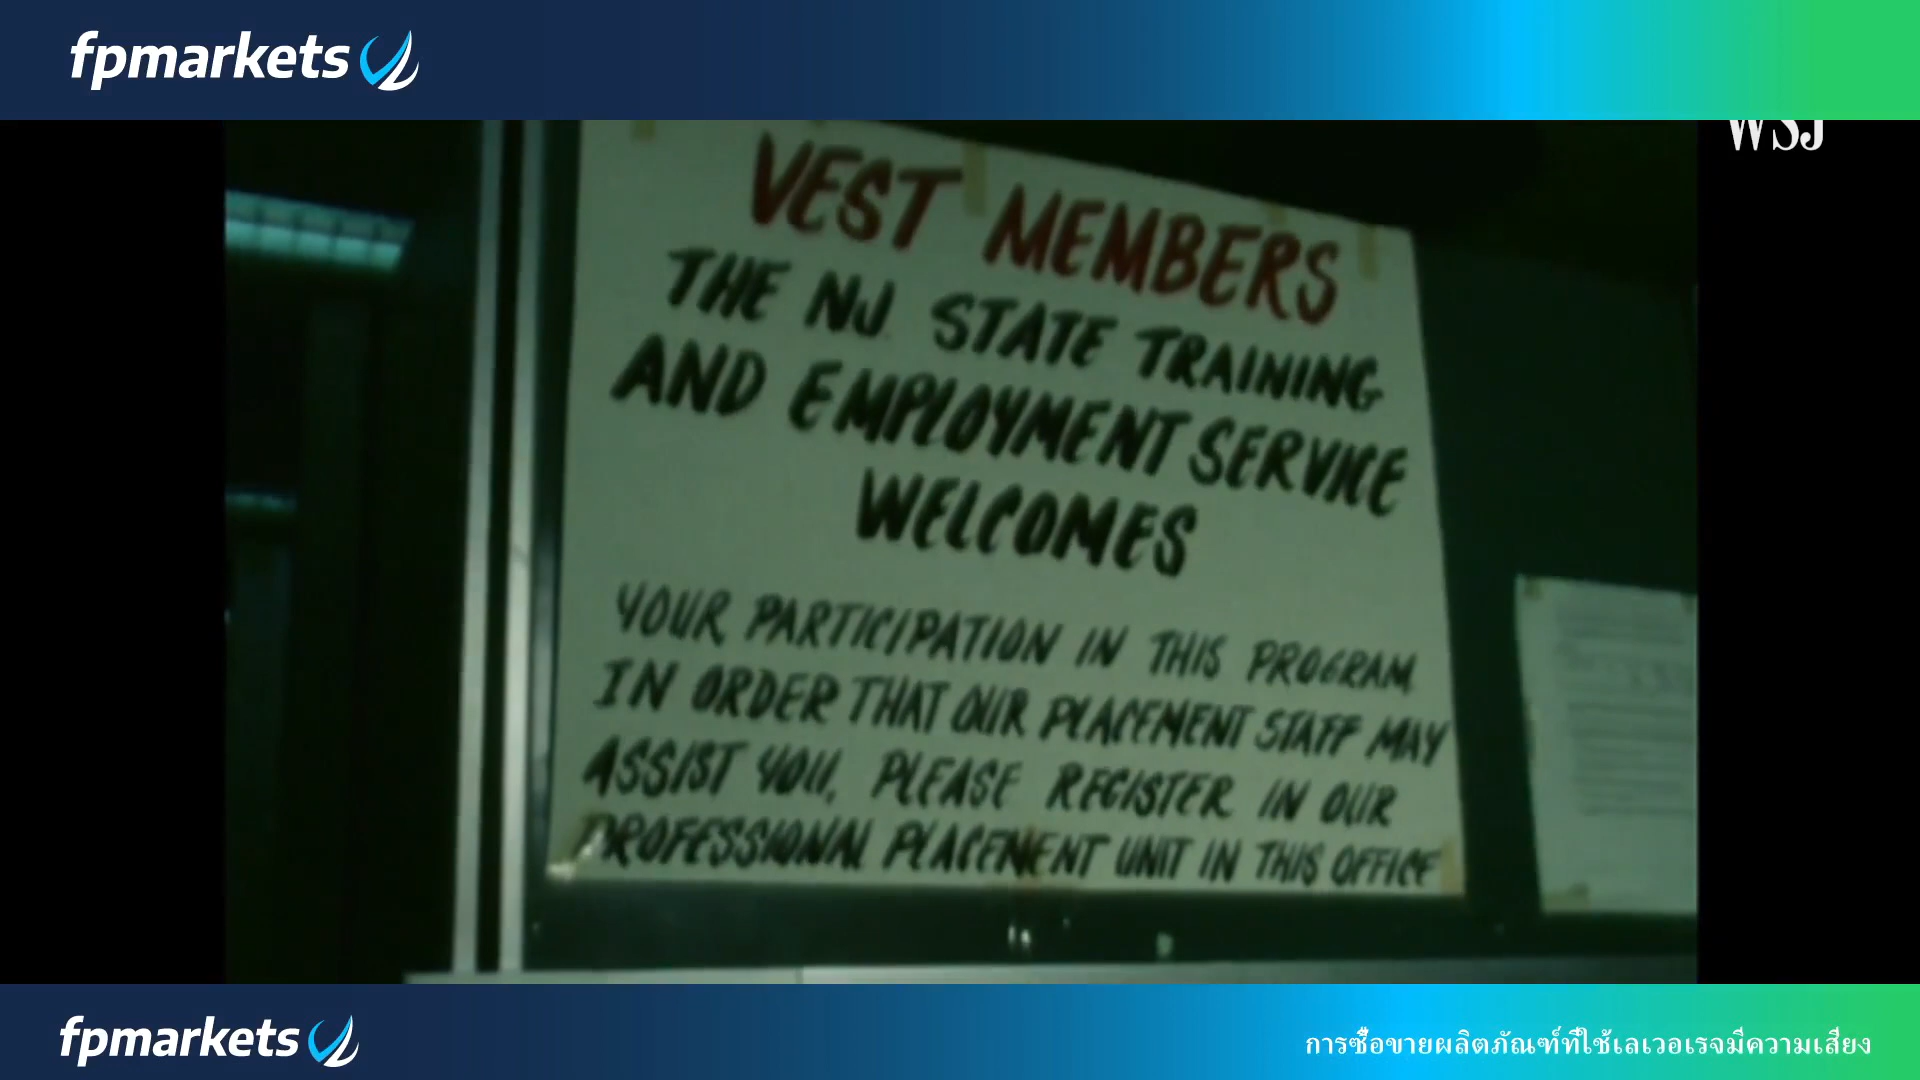 fpmarkets
WSJ
VEST MEMBERS
THE NJ. STATE TRAINING
AND EMPLOYMENT SERVICE
WELCOMES
YOUR PARTICIPATION IN THIS PROGRAM
IN ORDER THAT OUR PLACEMENT STAFF MAY
ASSIST YOU, PLEASE REGISTER IN OUR
PROFESSIONAL PLACEMENT UNIT IN THIS OFFICE
fpmarkets
การซื้อขายผลิตภัณฑ์ที่ใช้เลเวอเรจมีความเสี่ยง